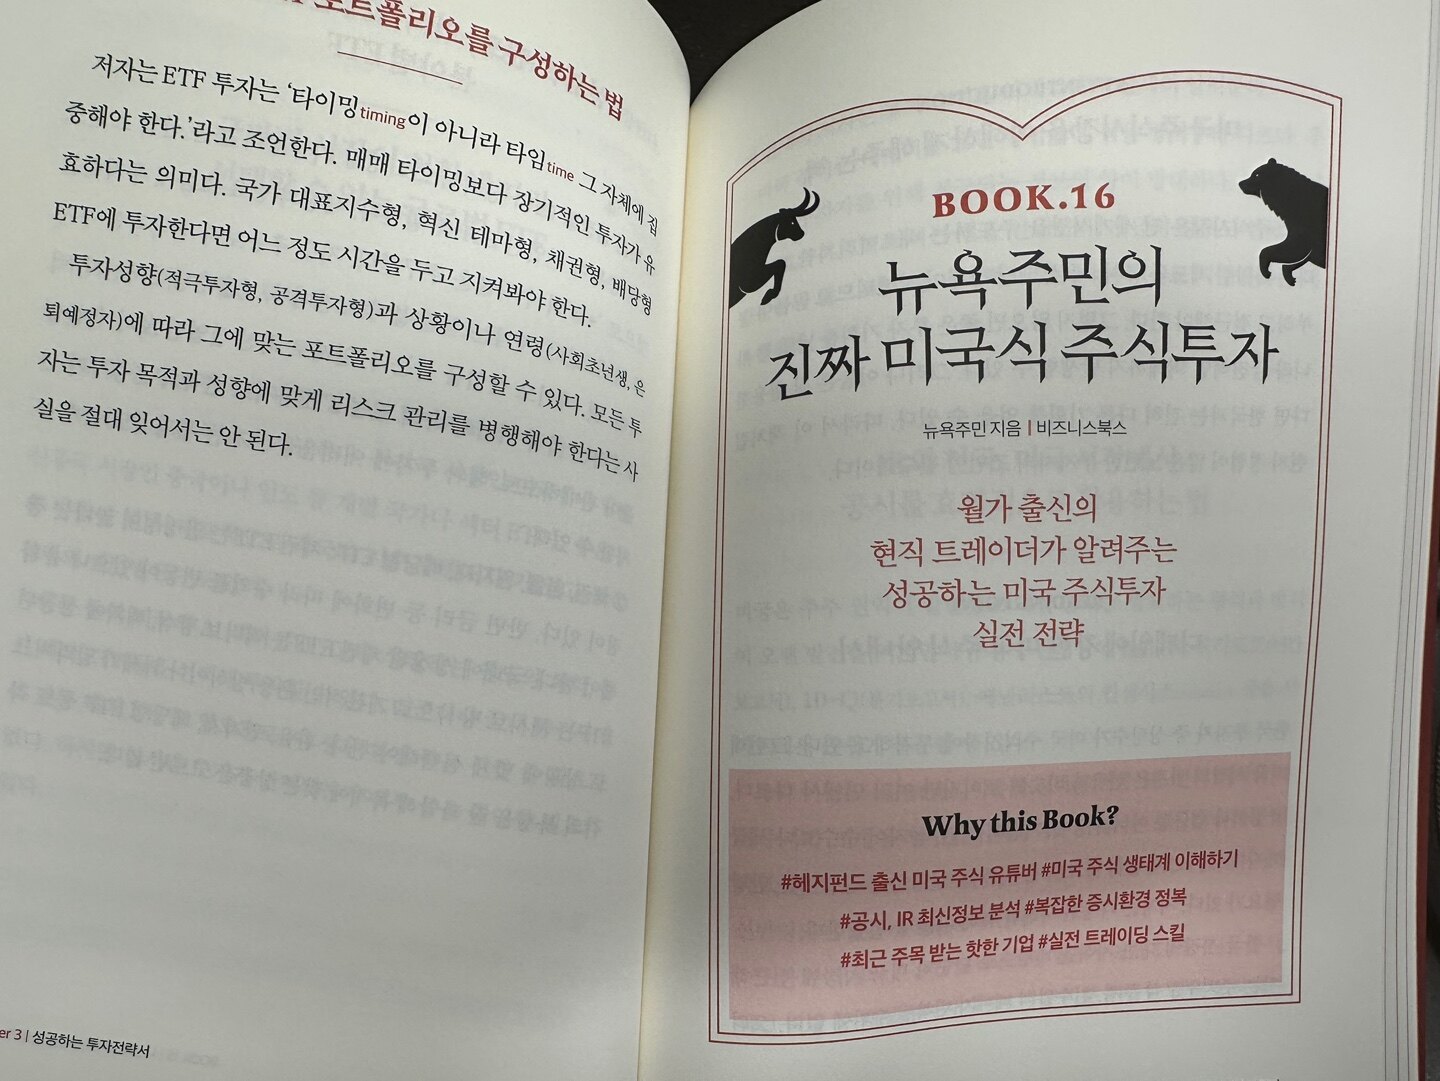 포트폴리오를 구성하는 법
저자는 ETF 투자는 ‘타이밍timing이 아니라 타임time 그 자체에 집
중해야 한다.’라고 조언한다. 매매 타이밍보다 장기적인 투자가 유
효하다는 의미다. 국가 대표지수형, 혁신 테마형, 채권형, 배당형
ETF에 투자한다면 어느 정도 시간을 두고 지켜봐야 한다.
투자성향(적극투자형, 공격투자형)과 상황이나 연령(사회초년생, 은
퇴예정자)에 따라 그에 맞는 포트폴리오를 구성할 수 있다. 모든 투
자는 투자 목적과 성향에 맞게 리스크 관리를 병행해야 한다는 사
실을 절대 잊어서는 안 된다.
er 3 | 성공하는 투자전략서
BOOK.16
뉴욕주민의
진짜 미국식 주식투자
뉴욕주민 지음 | 비즈니스북스
월가 출신의
현직 트레이더가 알려주는
성공하는 미국 주식투자
실전 전략
Why this Book?
#헤지펀드 출신 미국 주식 유튜버 #미국 주식 생태계 이해하기
#공시, IR 최신정보 분석 #복잡한 증시환경 정복
#최근 주목 받는 핫한 기업 #실전 트레이딩 스킬